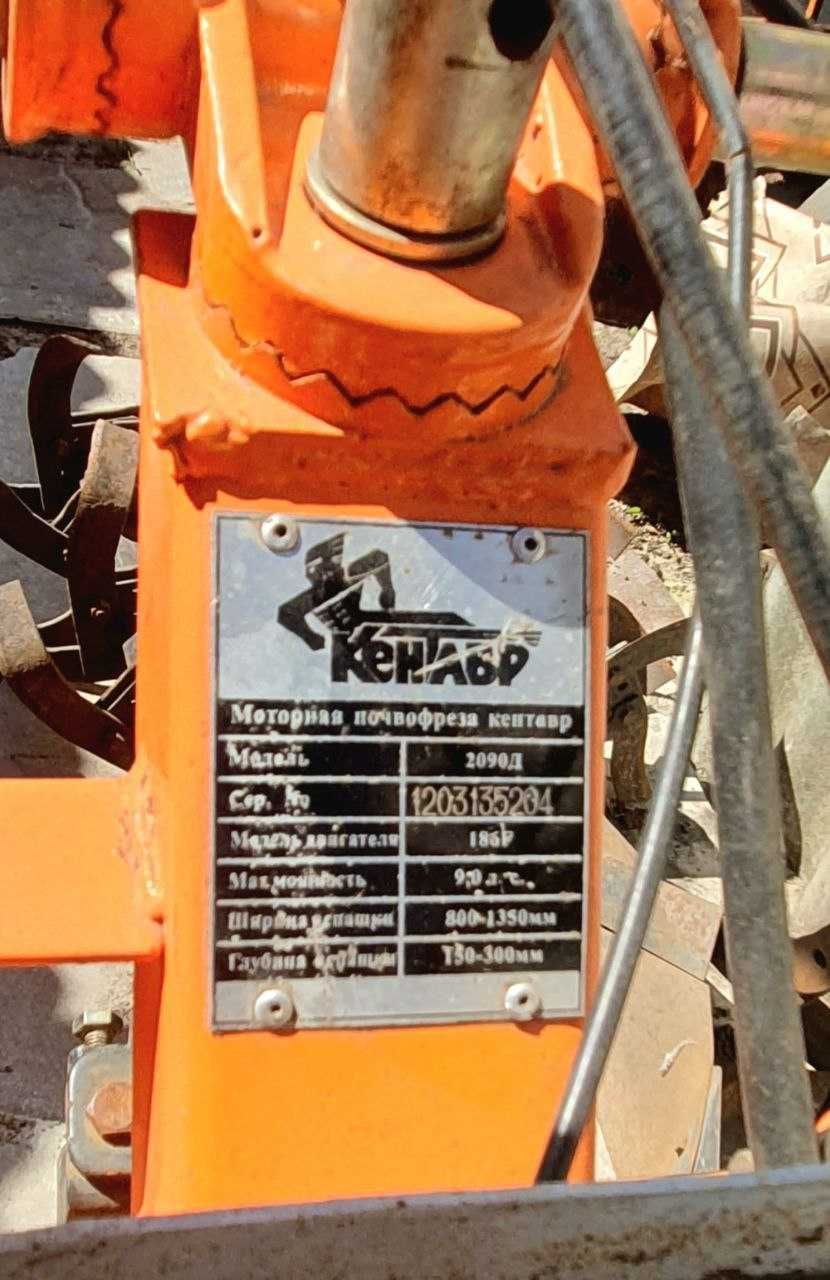 КЕНТАВР
Моторная почвофреза кентавр
Модель 2090Д
Сер. No 1203135204
Модель двигателя 186F
Мах.мощность 9,0 л.с.
Ширина вспашки 800-1350мм
Глубина вспашки 150-300мм